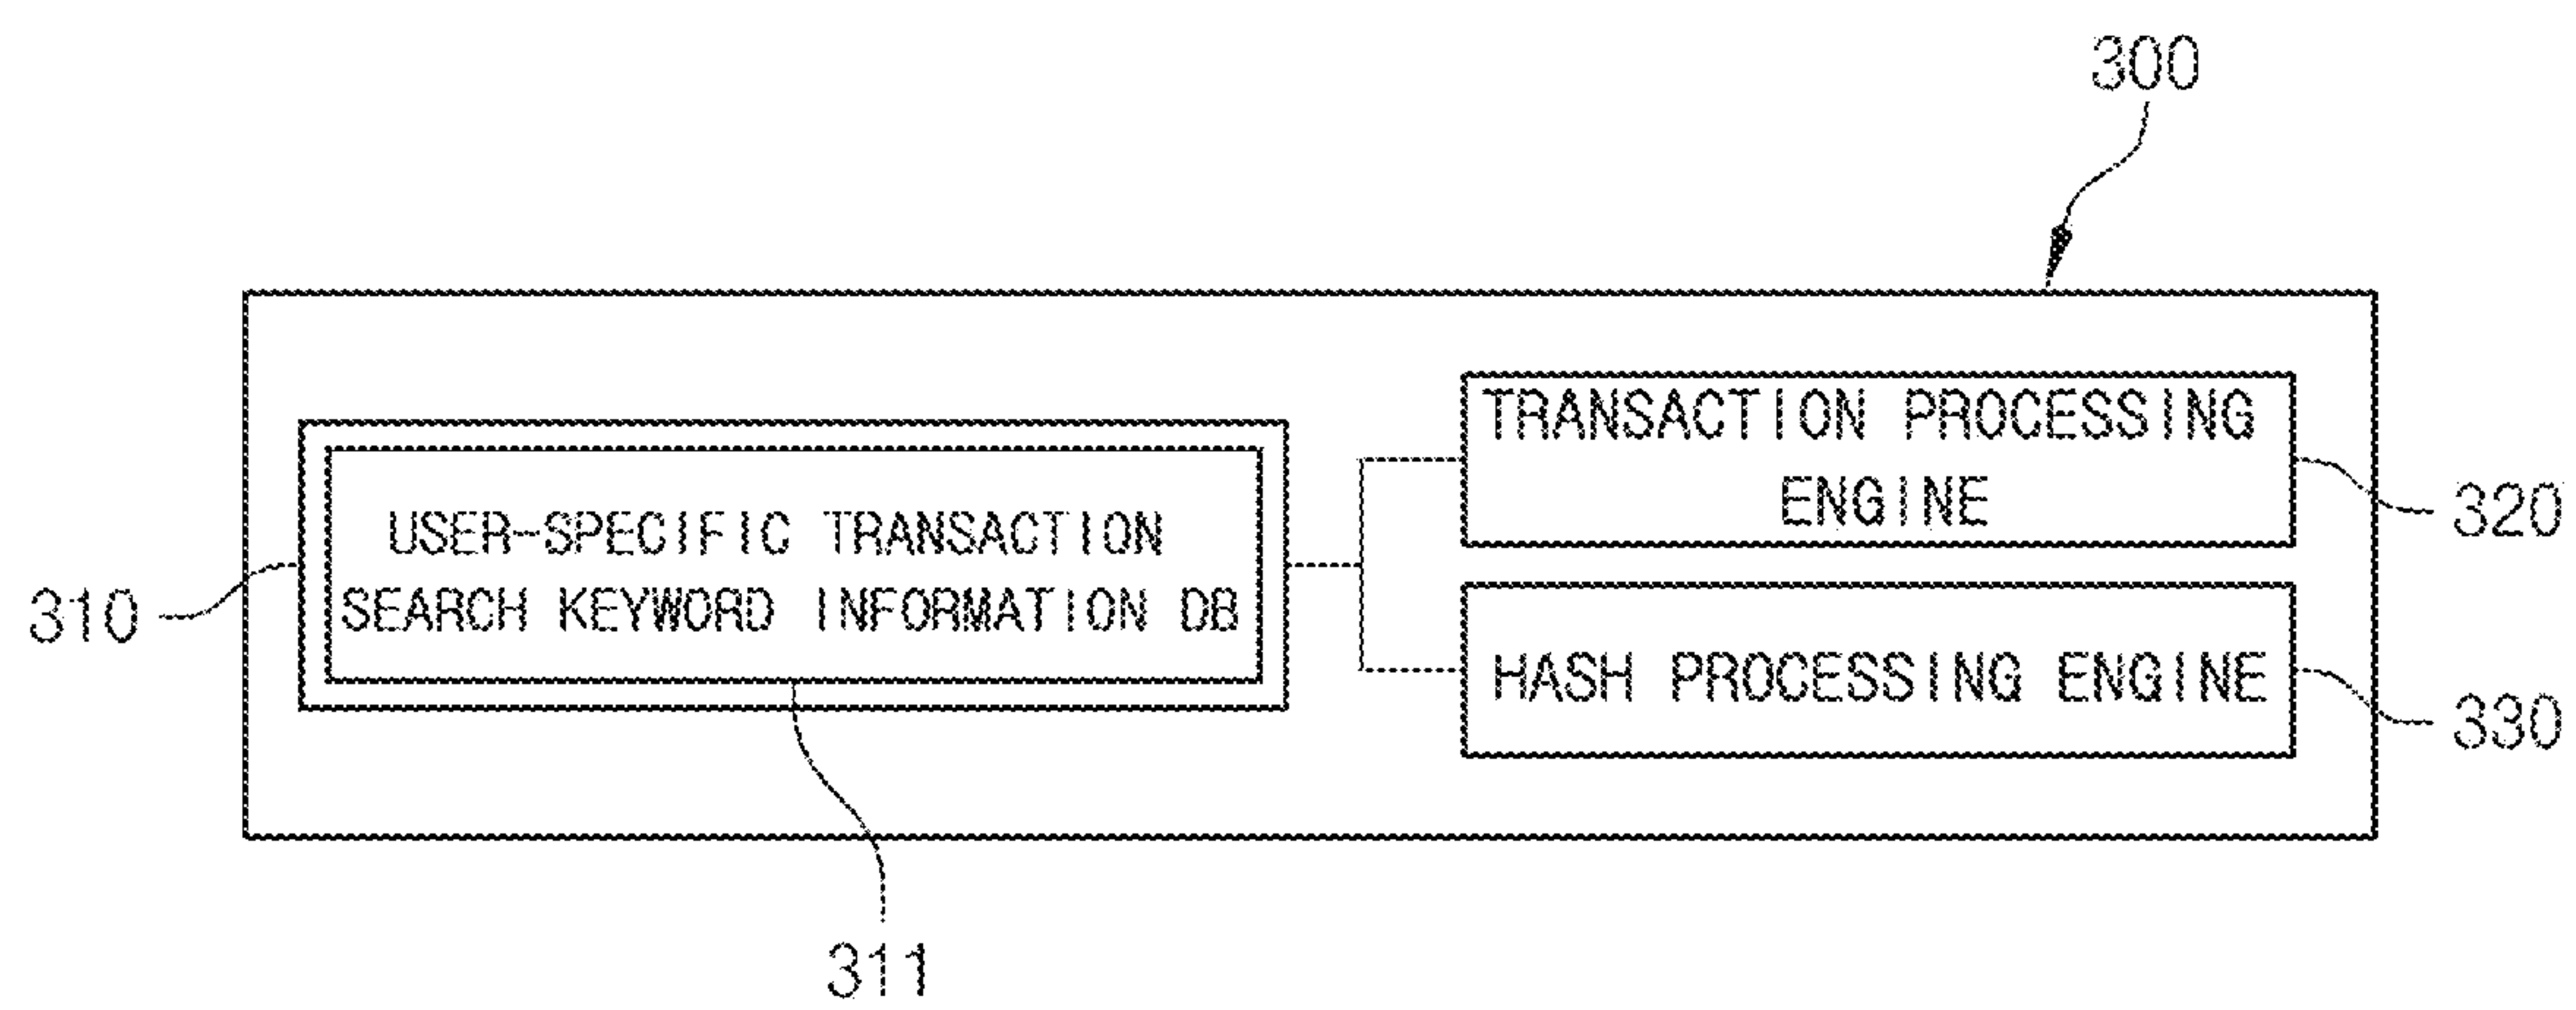 300
TRANSACTION PROCESSING
ENGINE
320
USER-SPECIFIC TRANSACTION
SEARCH KEYWORD INFORMATION DB
310
HASH PROCESSING ENGINE
330
311